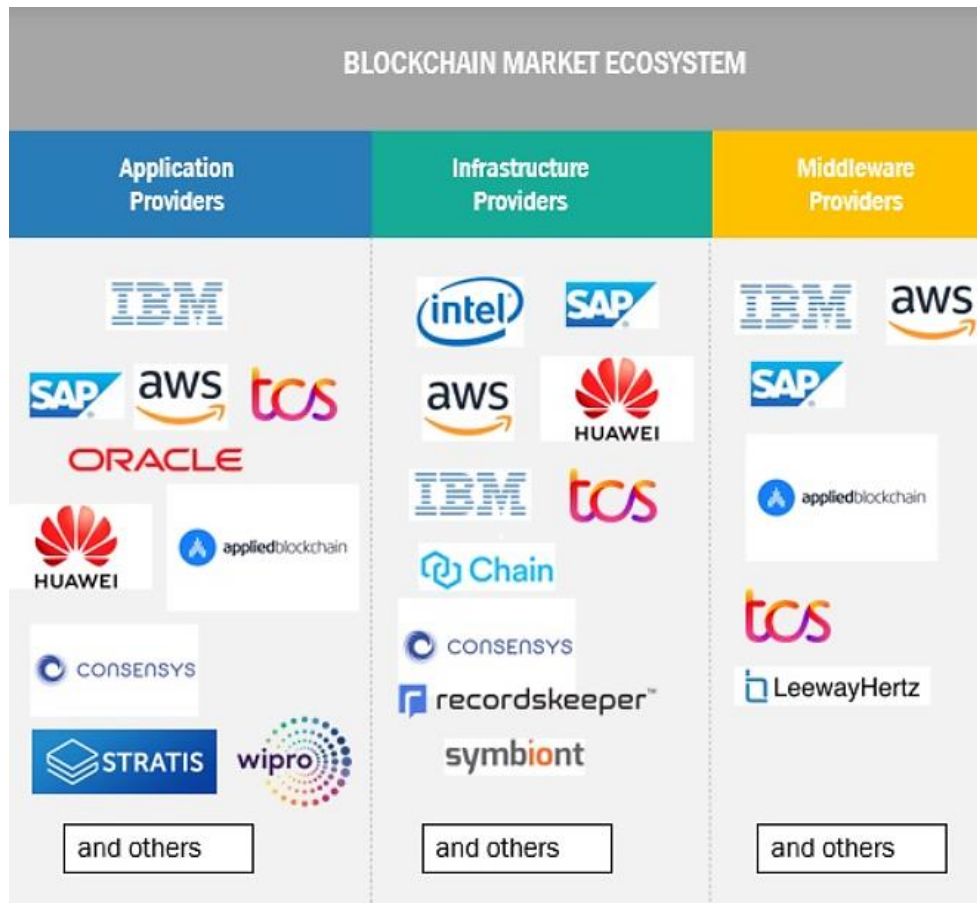 BLOCKCHAIN MARKET ECOSYSTEM
Application
Providers
IBM
SAP® aws tcs
ORACLE
HUAWEI
appliedblockchain
CONSENSYS
STRATIS
wipro
and others
Infrastructure
Providers
intel® SAP®
aws HUAWEI
IBM tcs
Chain
CONSENSYS
recordskeeper™
symbiont
and others
Middleware
Providers
IBM aws
SAP®
appliedblockchain
tcs
LeewayHertz
and others